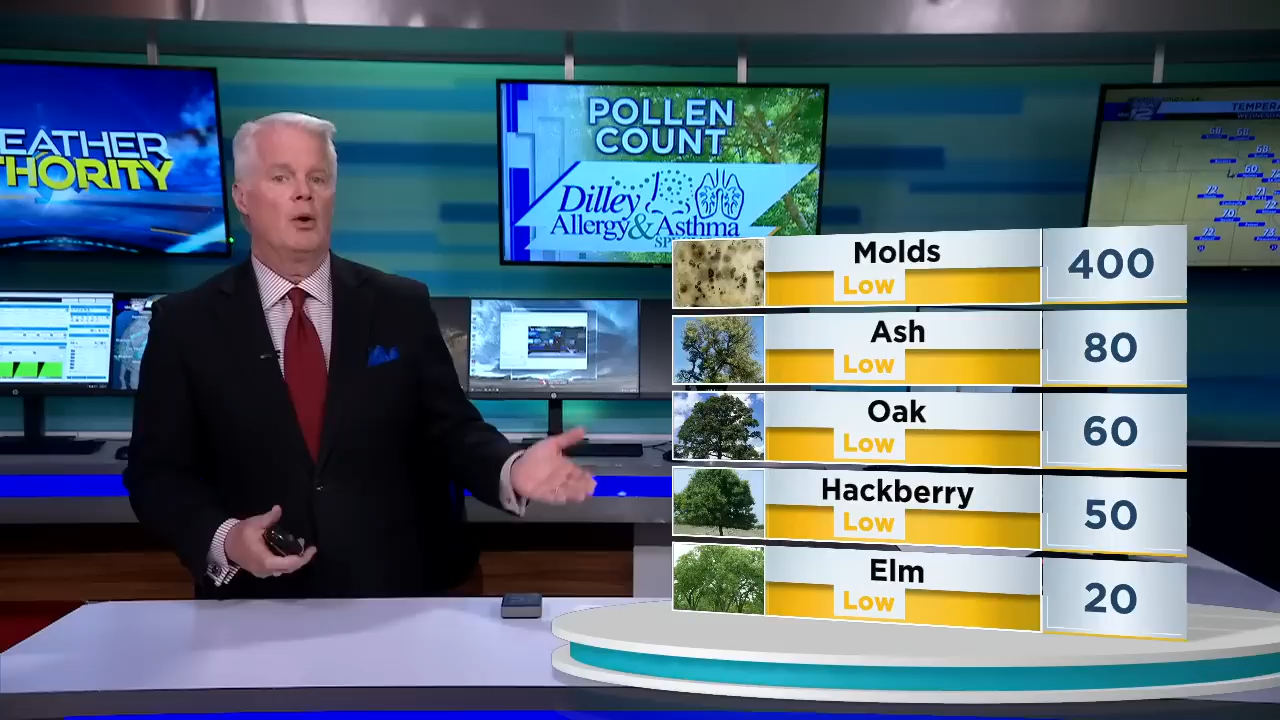 EATHER
THORITY
POLLEN
COUNT
Dilley
Allergy&Asthma
TEMPERA
Molds
Low
400
Ash
Low
80
Oak
Low
60
Hackberry
Low
50
Elm
Low
20